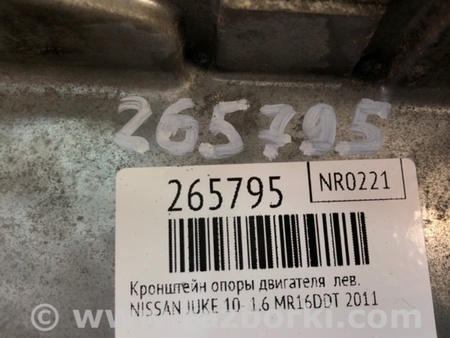 265795
265795
NR0221
Кронштейн опоры двигателя лев.
NISSAN JUKE 10- 1.6 MR16DDT 2011